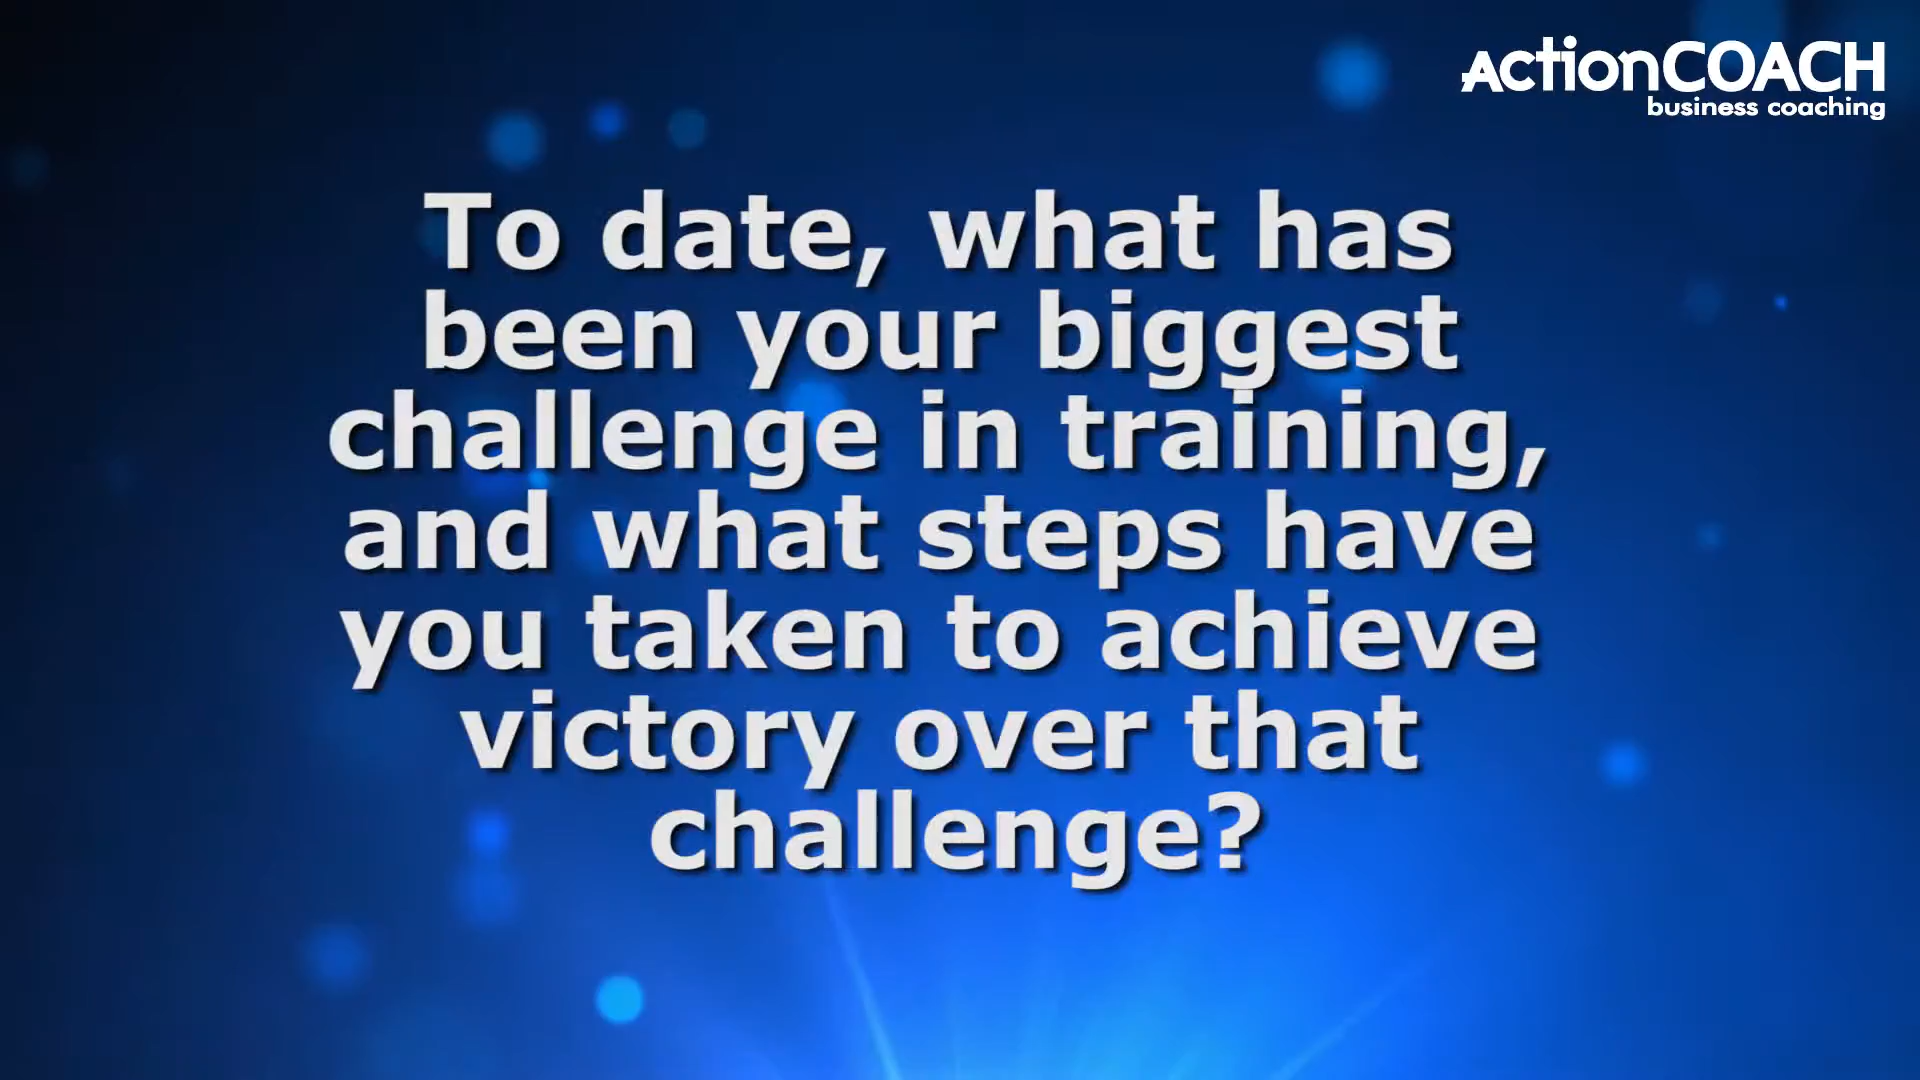 actionCOACH
business coaching
To date, what has
been your biggest
challenge in training,
and what steps have
you taken to achieve
victory over that
challenge?